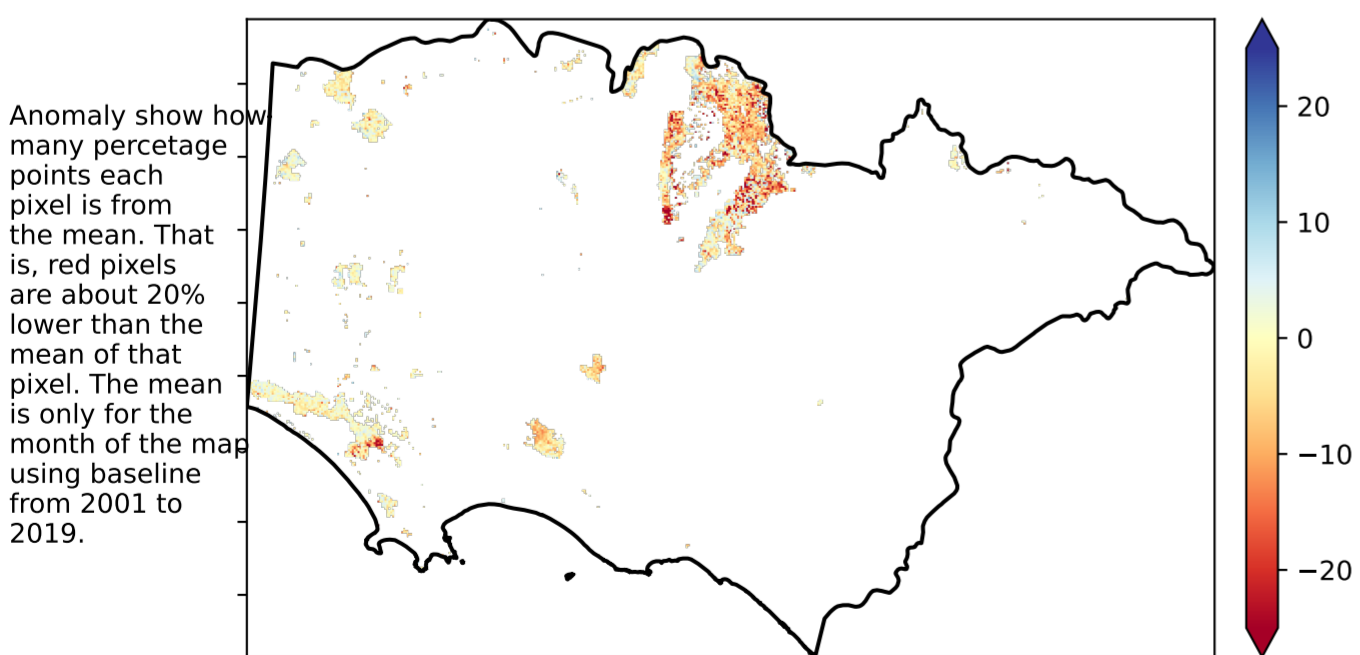 Anomaly show how
many percetage
points each
pixel is from
the mean. That
is, red pixels
are about 20%
lower than the
mean of that
pixel. The mean
is only for the
month of the map
using baseline
from 2001 to
2019.
20
10
0
−10
−20